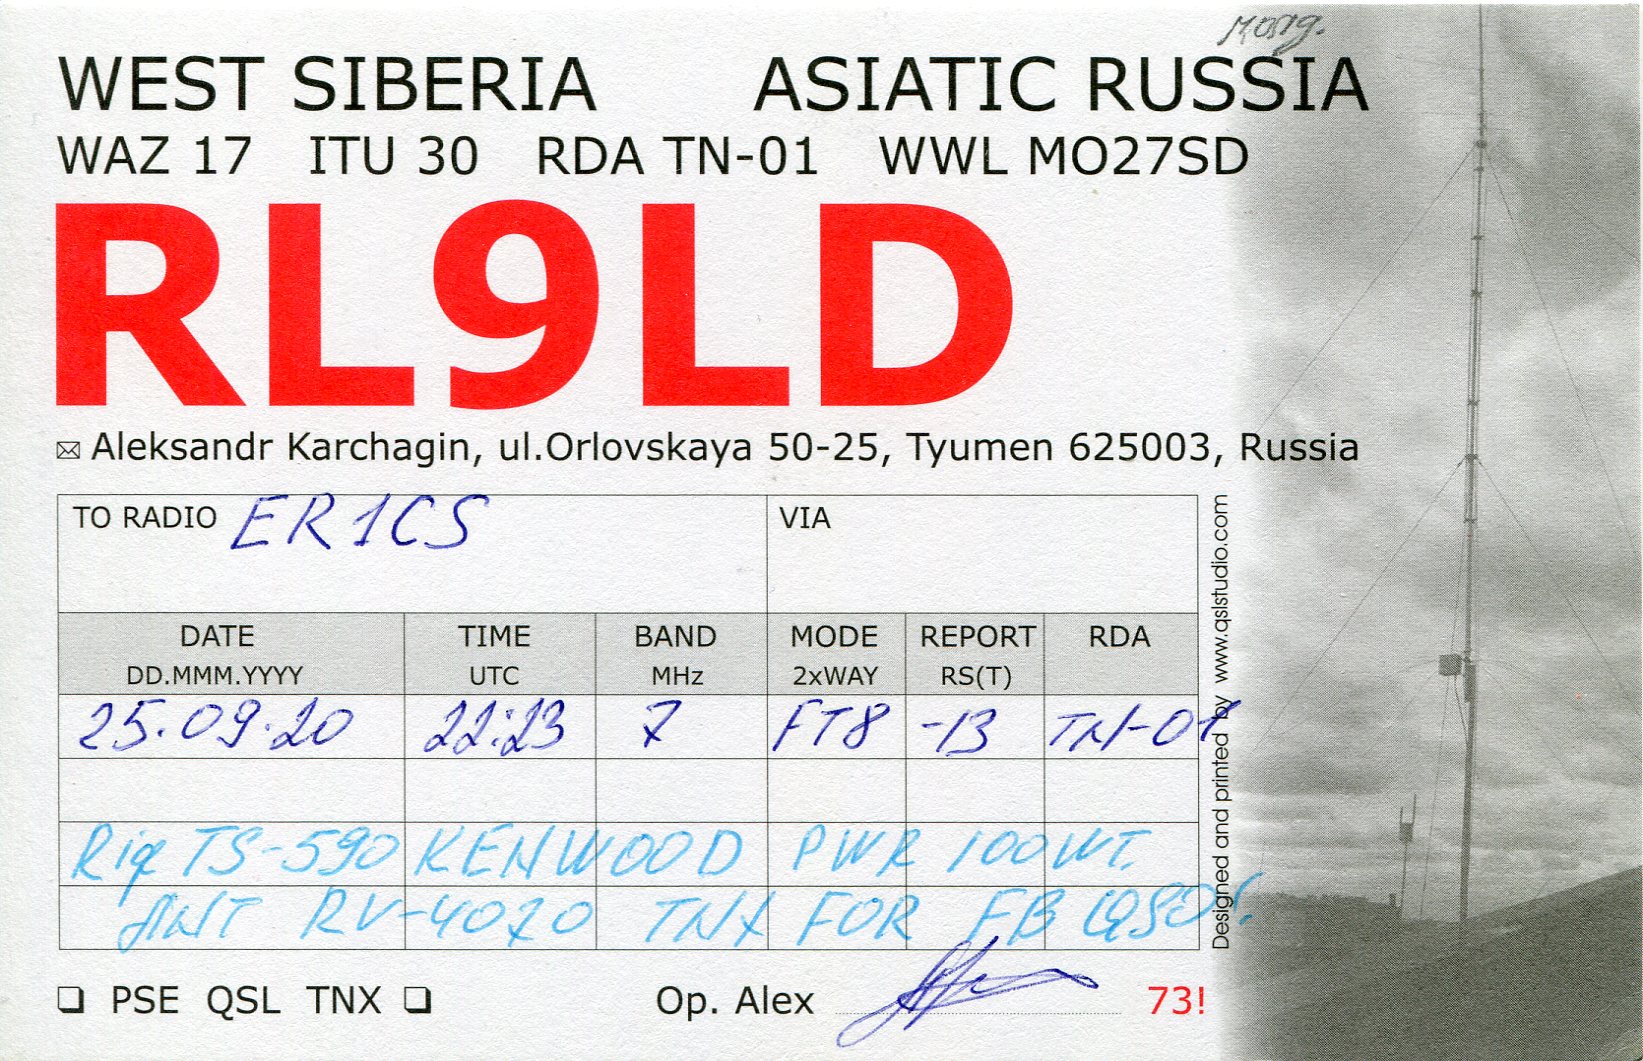 WEST SIBERIA ASIATIC RUSSIA
WAZ 17 ITU 30 RDA TN-01 WWL MO27SD
RL9LD
Aleksandr Karchagin, ul.Orlovskaya 50-25, Tyumen 625003, Russia
TO RADIO ER1CS VIA
DATE TIME BAND MODE REPORT RDA
DD.MMM.YYYY UTC MHz 2xWAY RS(T)
25.09.20 22:23 7 FT8 -13 TN-01
Rig TS-590 KENWOOD PWR 100WT.
ANT RV-4020 TNX FOR FB QSO!
PSE QSL TNX Op. Alex 73!
Designed and printed by www.qslstudio.com